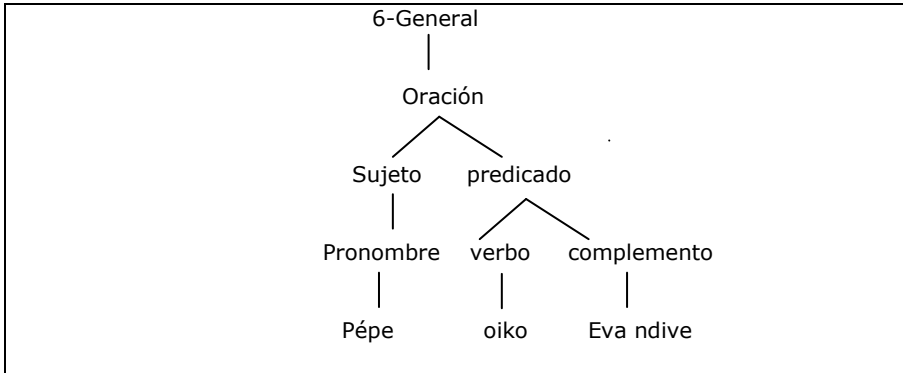 6-General
Oración
Sujeto predicado
Pronombre verbo complemento
Pépe oiko Eva ndive